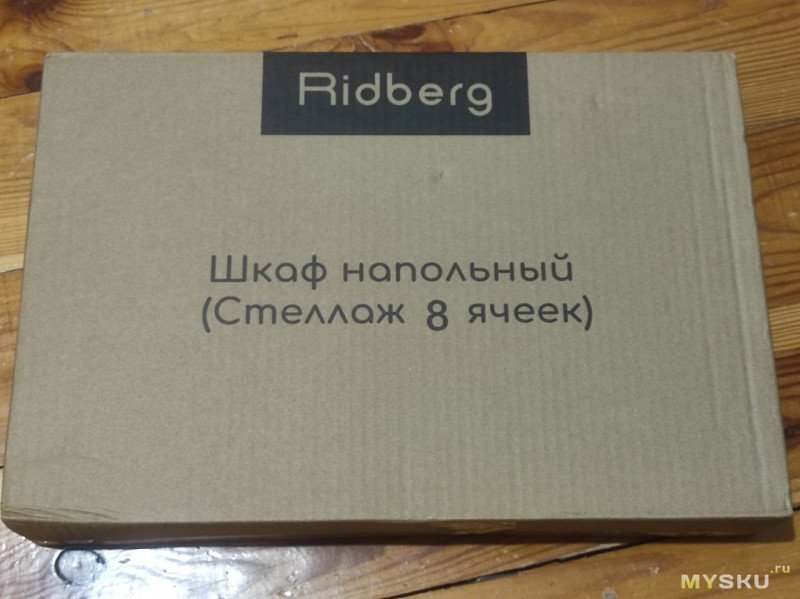 Ridberg
Шкаф напольный
(Стеллаж 8 ячеек)
MYSKU.ru